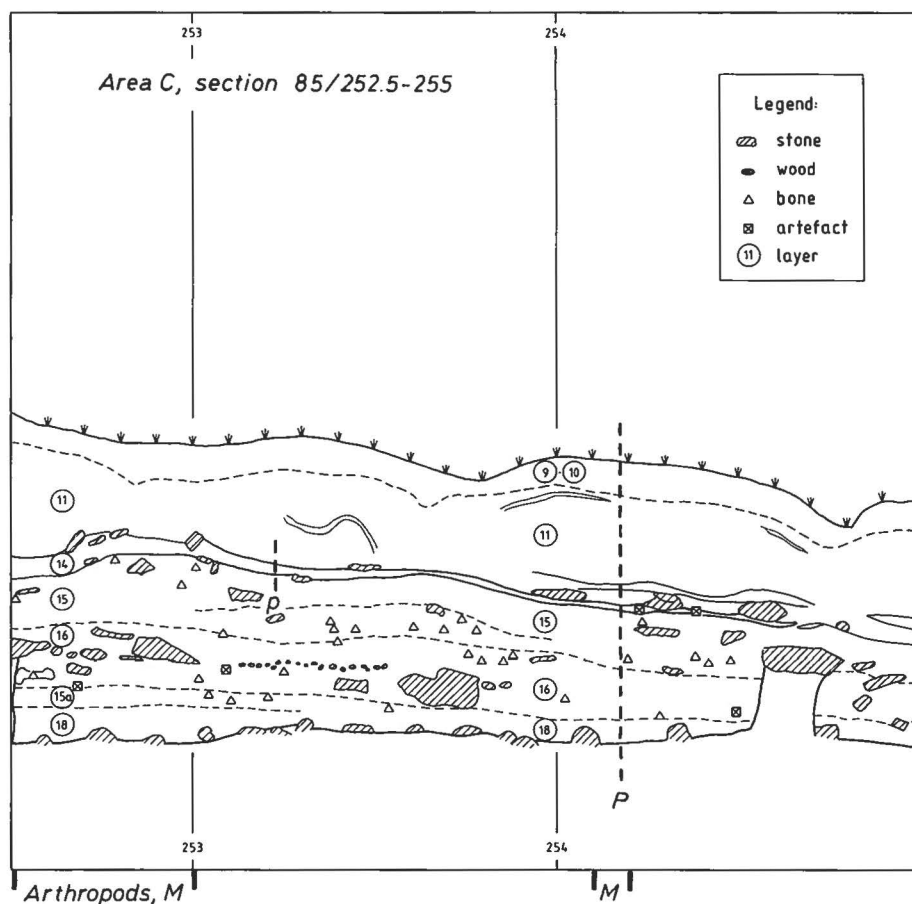 253 254
Area C, section 85/252.5-255
Legend:
stone
wood
bone
artefact
11 layer
9 - 10
11
11
14
15
p
15
16
16
15a
18
18
P
253 254
Arthropods, M M